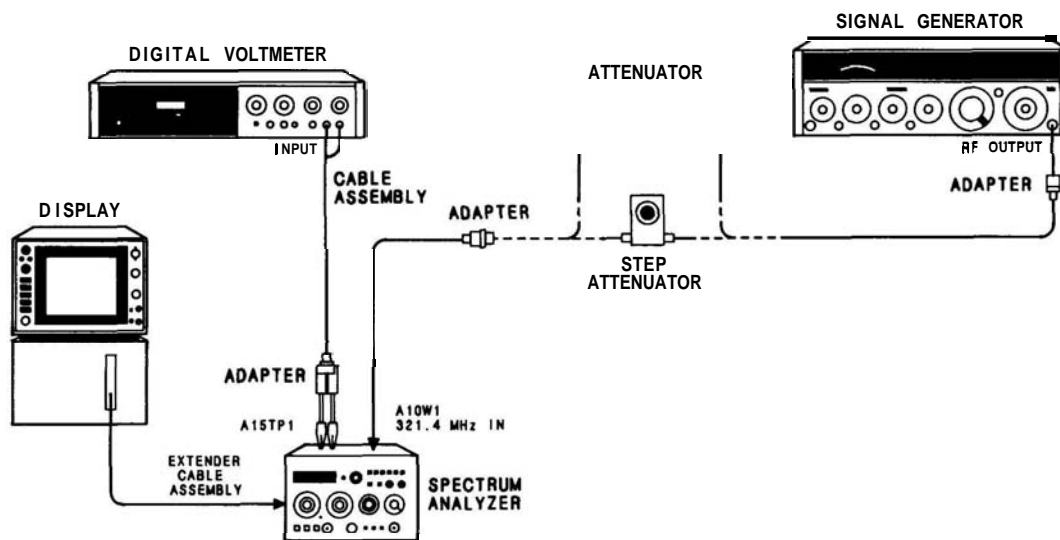 SIGNAL GENERATOR
DIGITAL VOLTMETER
ATTENUATOR
INPUT
RF OUTPUT
CABLE
ASSEMBLY
ADAPTER
DISPLAY
ADAPTER
STEP
ATTENUATOR
ADAPTER
A15TP1
A10W1
321.4 MHz IN
EXTENDER
CABLE
ASSEMBLY
SPECTRUM
ANALYZER